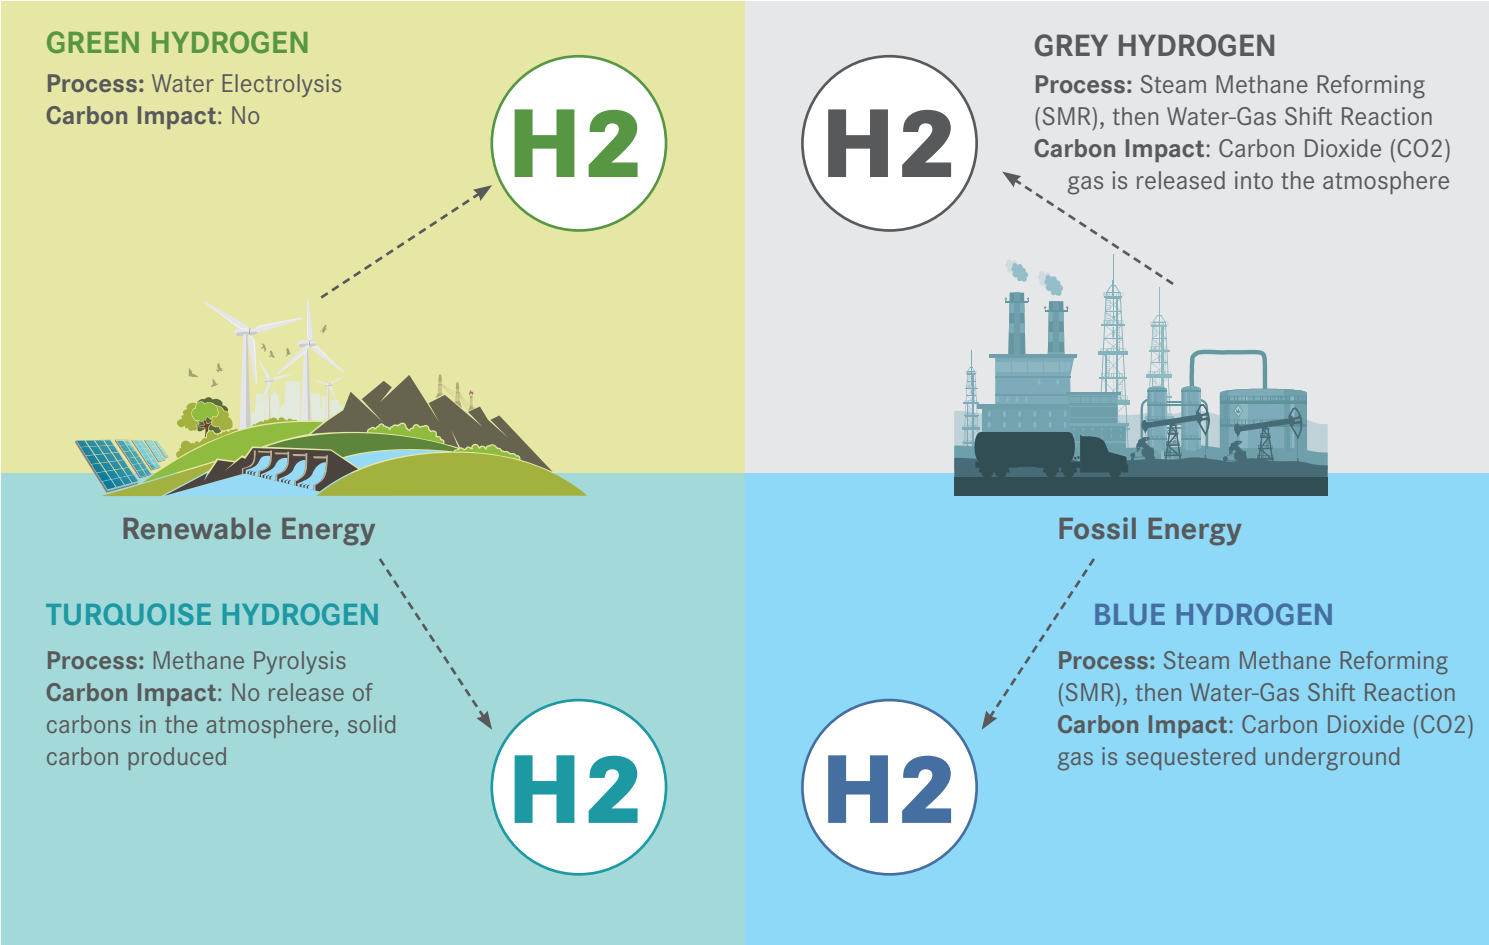 GREEN HYDROGEN
Process: Water Electrolysis
Carbon Impact: No
H2
H2
GREY HYDROGEN
Process: Steam Methane Reforming
(SMR), then Water-Gas Shift Reaction
Carbon Impact: Carbon Dioxide (CO2)
gas is released into the atmosphere
Renewable Energy
Fossil Energy
TURQUOISE HYDROGEN
Process: Methane Pyrolysis
Carbon Impact: No release of
carbons in the atmosphere, solid
carbon produced
H2
H2
BLUE HYDROGEN
Process: Steam Methane Reforming
(SMR), then Water-Gas Shift Reaction
Carbon Impact: Carbon Dioxide (CO2)
gas is sequestered underground